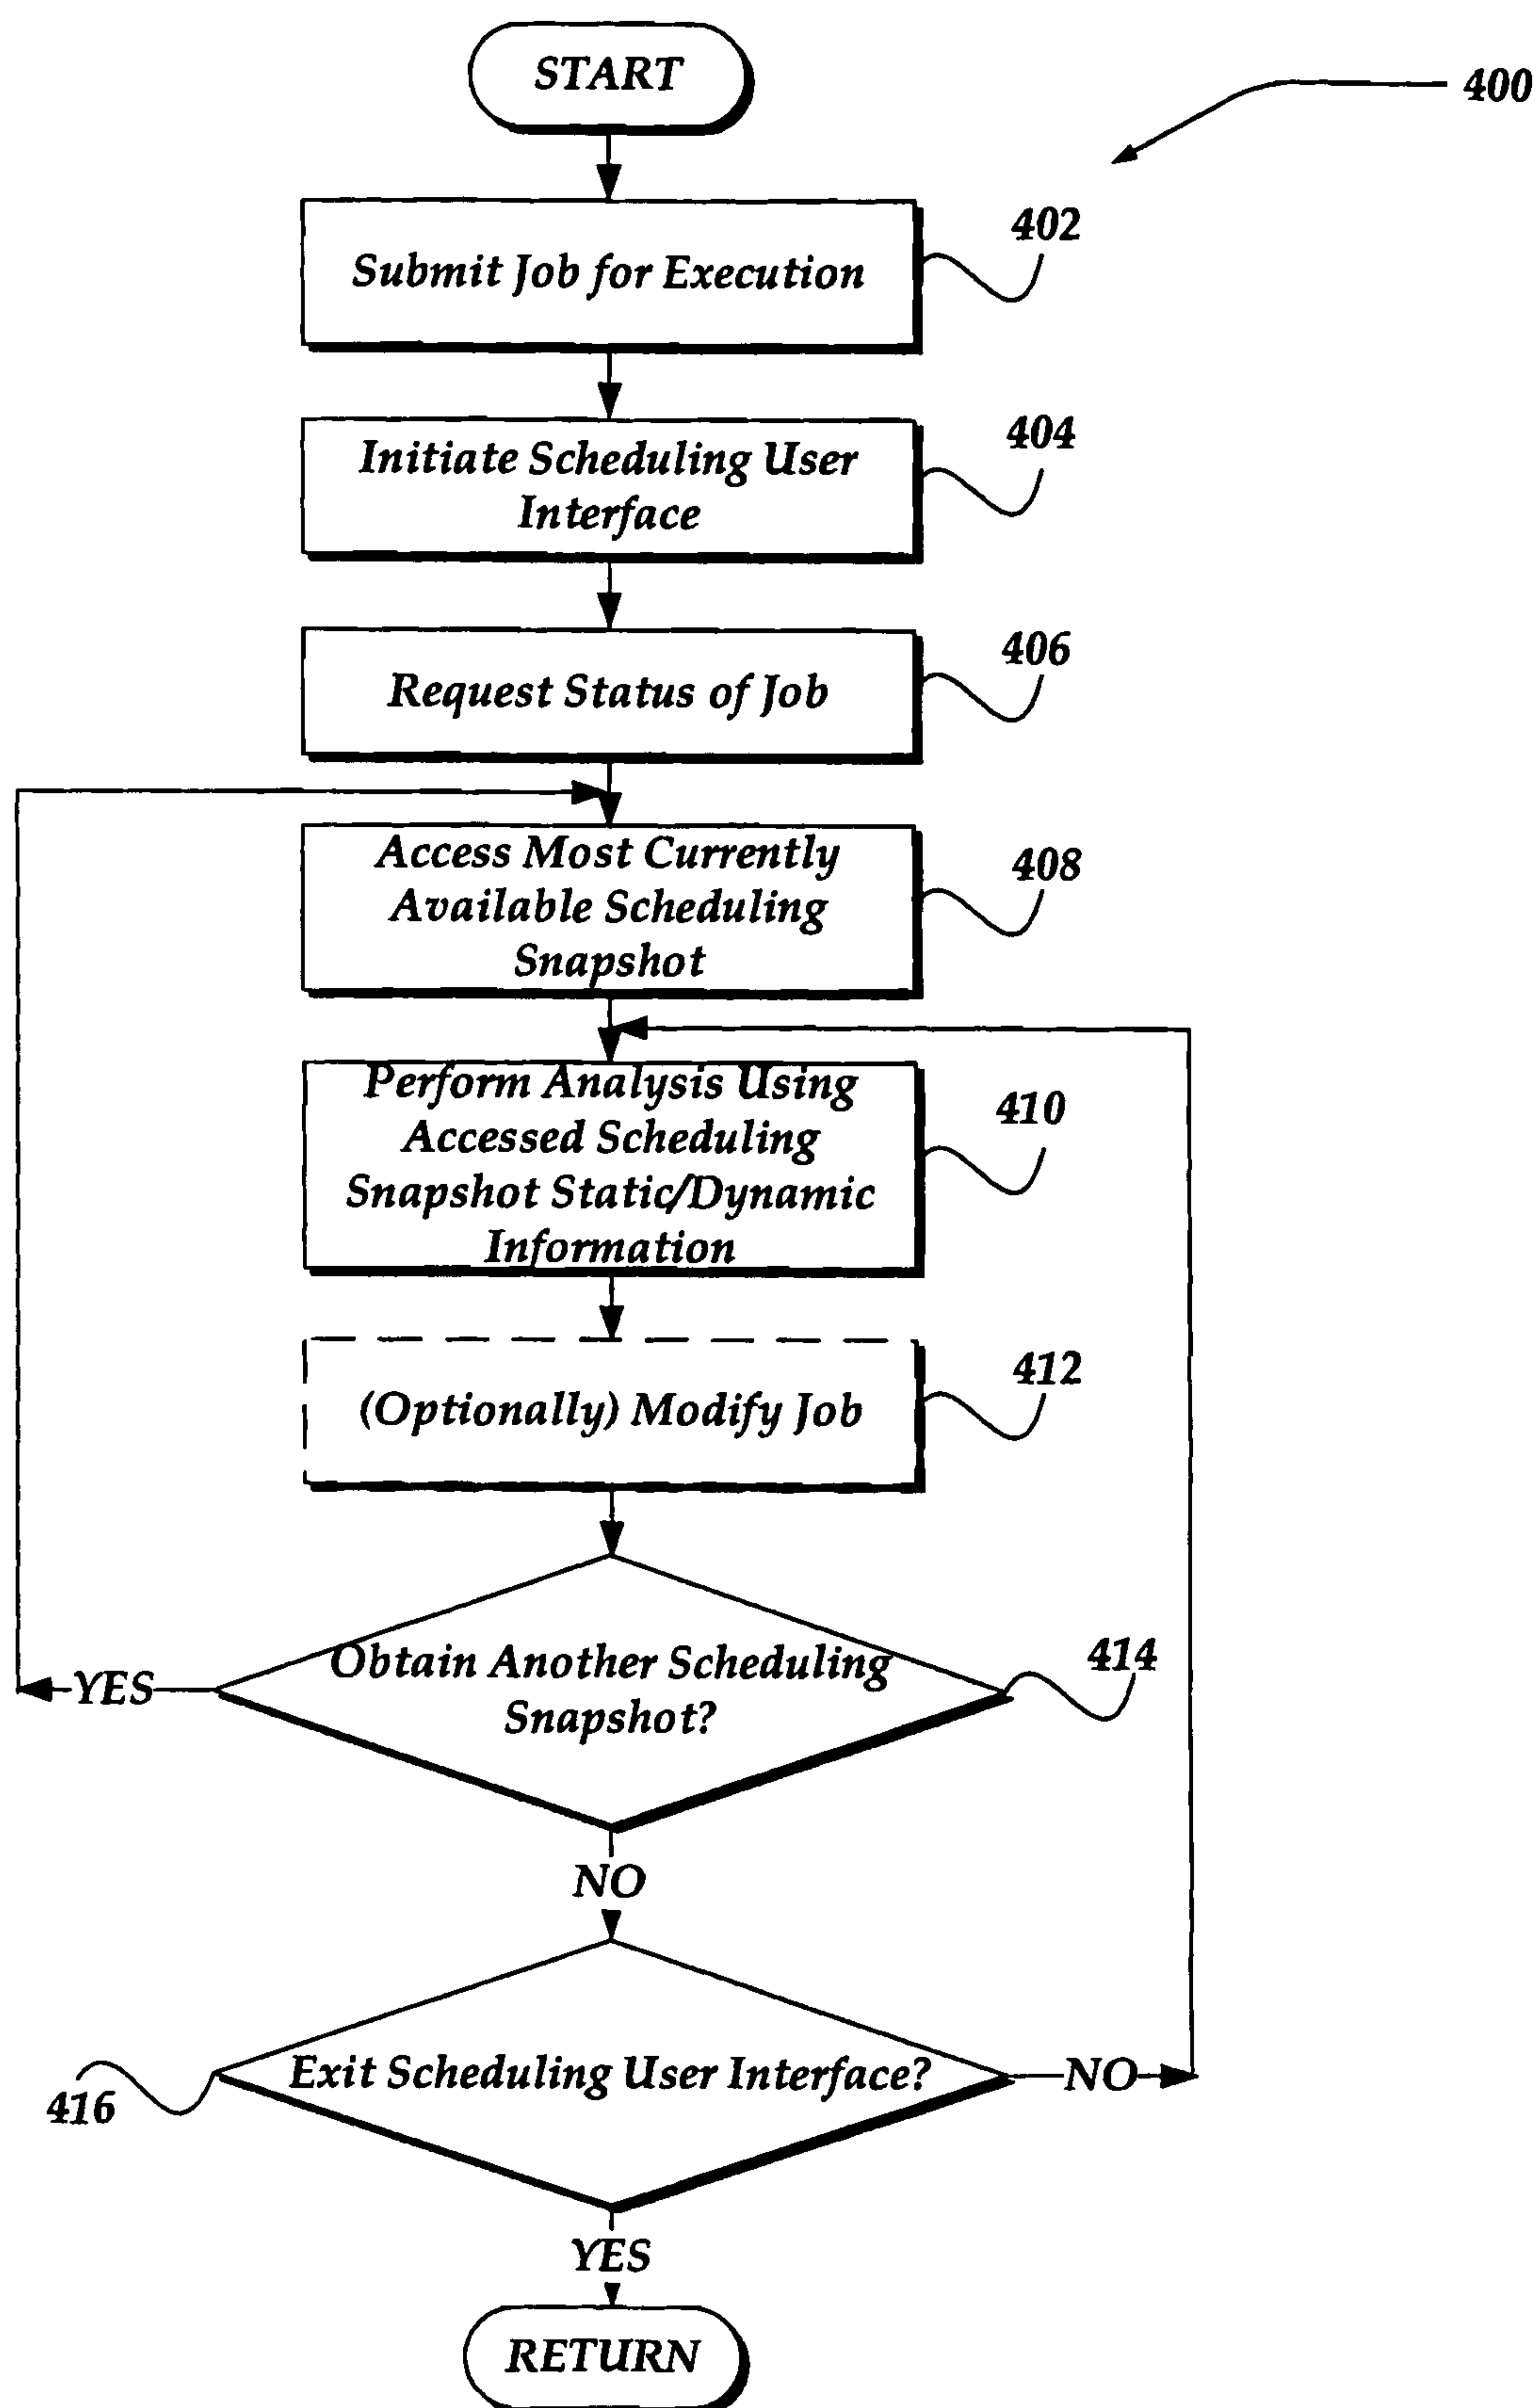 START
400
Submit Job for Execution
402
Initiate Scheduling User
Interface
404
Request Status of Job
406
Access Most Currently
Available Scheduling
Snapshot
408
Perform Analysis Using
Accessed Scheduling
Snapshot Static/Dynamic
Information
410
(Optionally) Modify Job
412
Obtain Another Scheduling
Snapshot?
414
YES
NO
Exit Scheduling User Interface?
416
NO
YES
RETURN